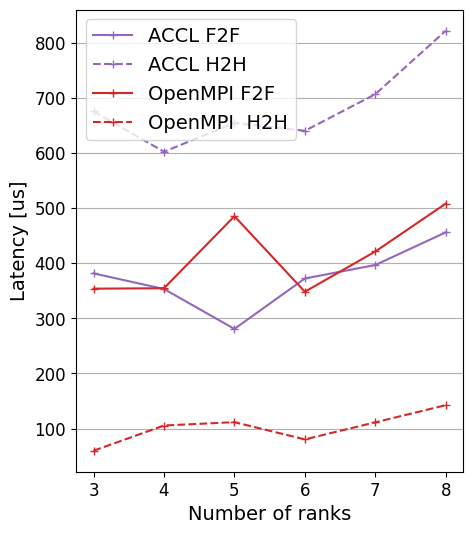 ACCL F2F
ACCL H2H
OpenMPI F2F
OpenMPI  H2H
800
700
600
500
400
300
200
100
Latency [us]
3 4 5 6 7 8
Number of ranks